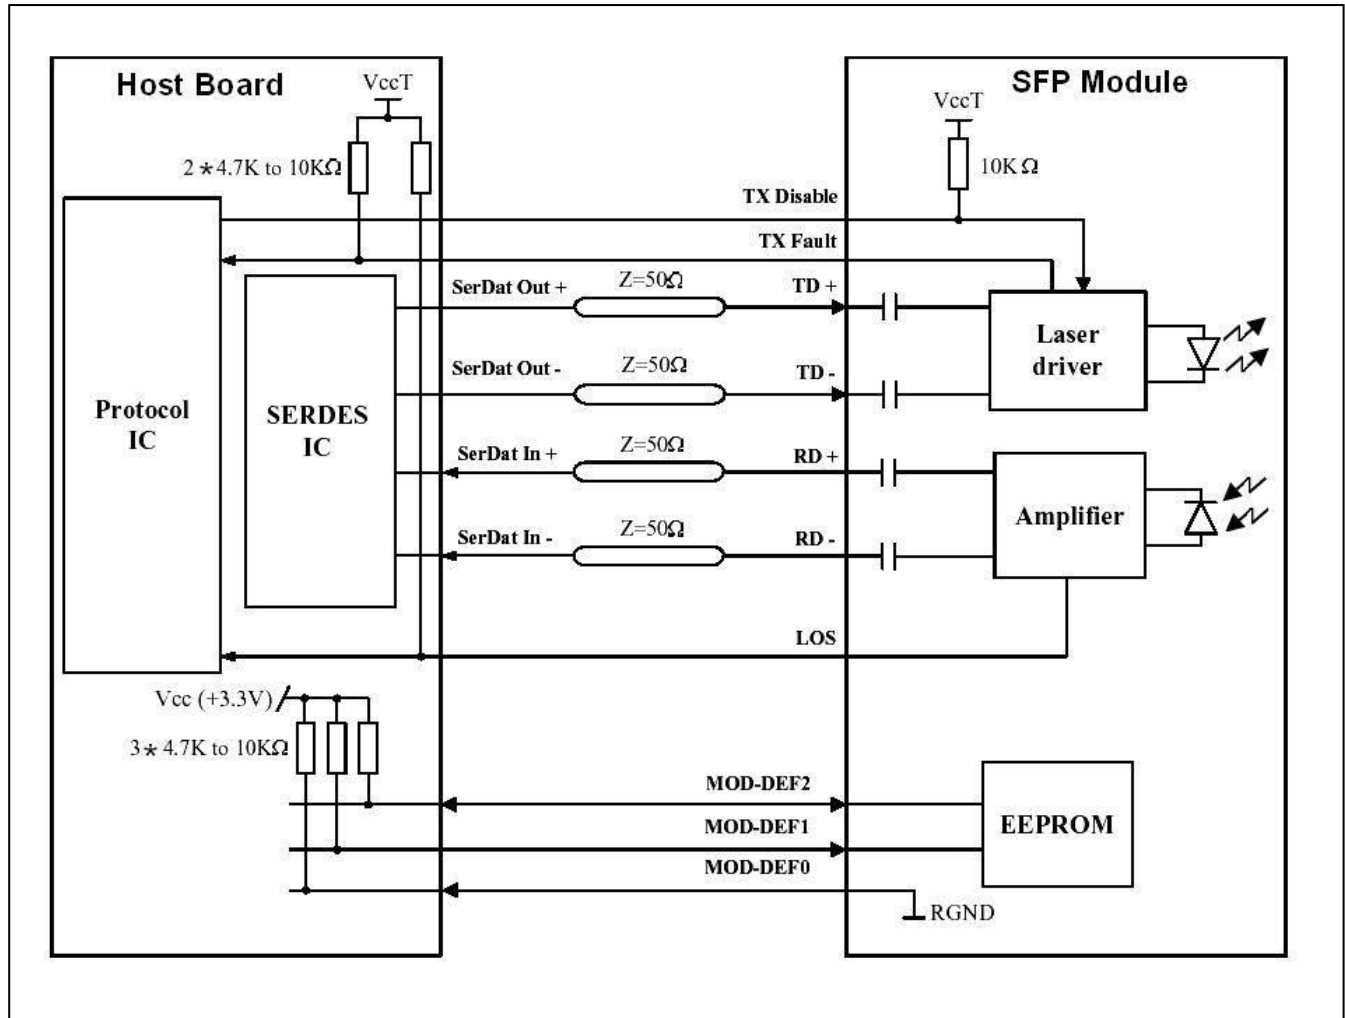 Host Board
SFP Module
VccT
VccT
2*4.7K to 10KΩ
10KΩ
TX Disable
TX Fault
SerDat Out +
Z=50Ω
TD +
Laser
driver
SerDat Out -
Z=50Ω
TD -
Protocol
IC
SERDES
IC
SerDat In +
Z=50Ω
RD +
Amplifier
SerDat In -
Z=50Ω
RD -
LOS
Vcc (+3.3V)
3*4.7K to 10KΩ
MOD-DEF2
MOD-DEF1
MOD-DEF0
EEPROM
RGND